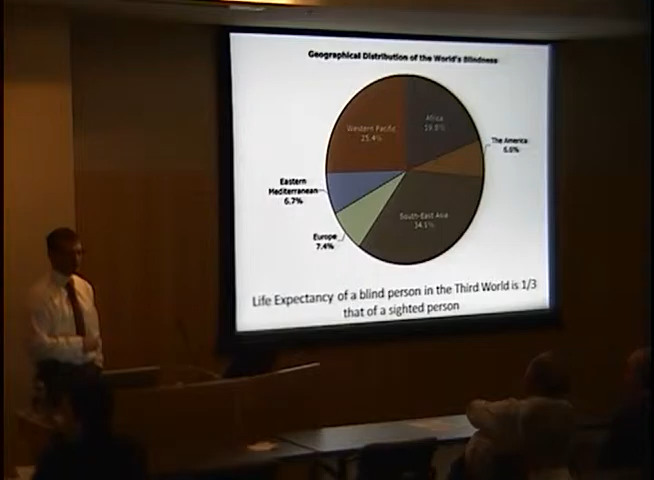 Geographical Distribution of the World's Blindness
Western Pacific
25.4%
Africa
The America
Eastern
Mediterranean
6.7%
South-East Asia
Europe
7.4%
Life Expectancy of a blind person in the Third World is 1/3
that of a sighted person